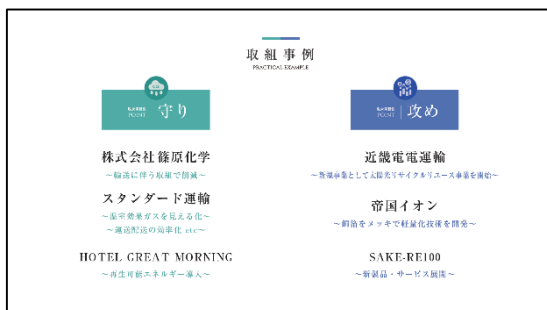 取組事例
PRACTICAL EXAMPLE
POINT
守り
株式会社篠原化学
～輸送に伴う取組で削減～
スタンダード運輸
～温室効果ガスを見える化～
～運送配送の効率化 etc～
HOTEL GREAT MORNING
～再生可能エネルギー導入～
POINT
攻め
近畿電電運輸
～新規事業として太陽光リサイクルリユース事業を開始～
帝国イオン
～銅箔をメッキで軽量化技術を開発～
SAKE-RE100
～新製品・サービス展開～